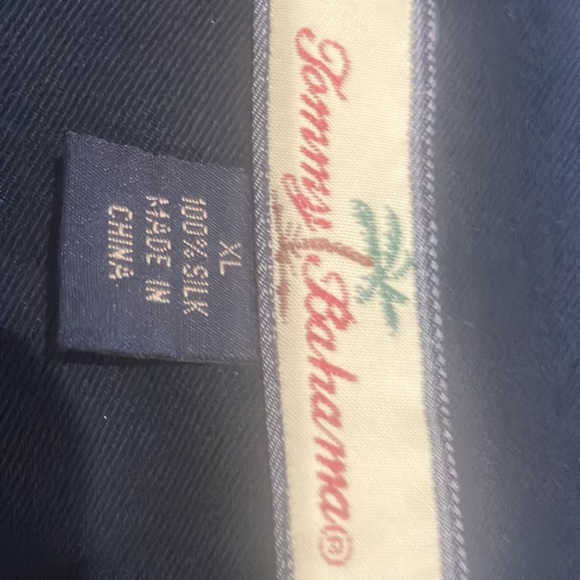 Tommy Bahama®
XL
100% SILK
MADE IN
CHINA